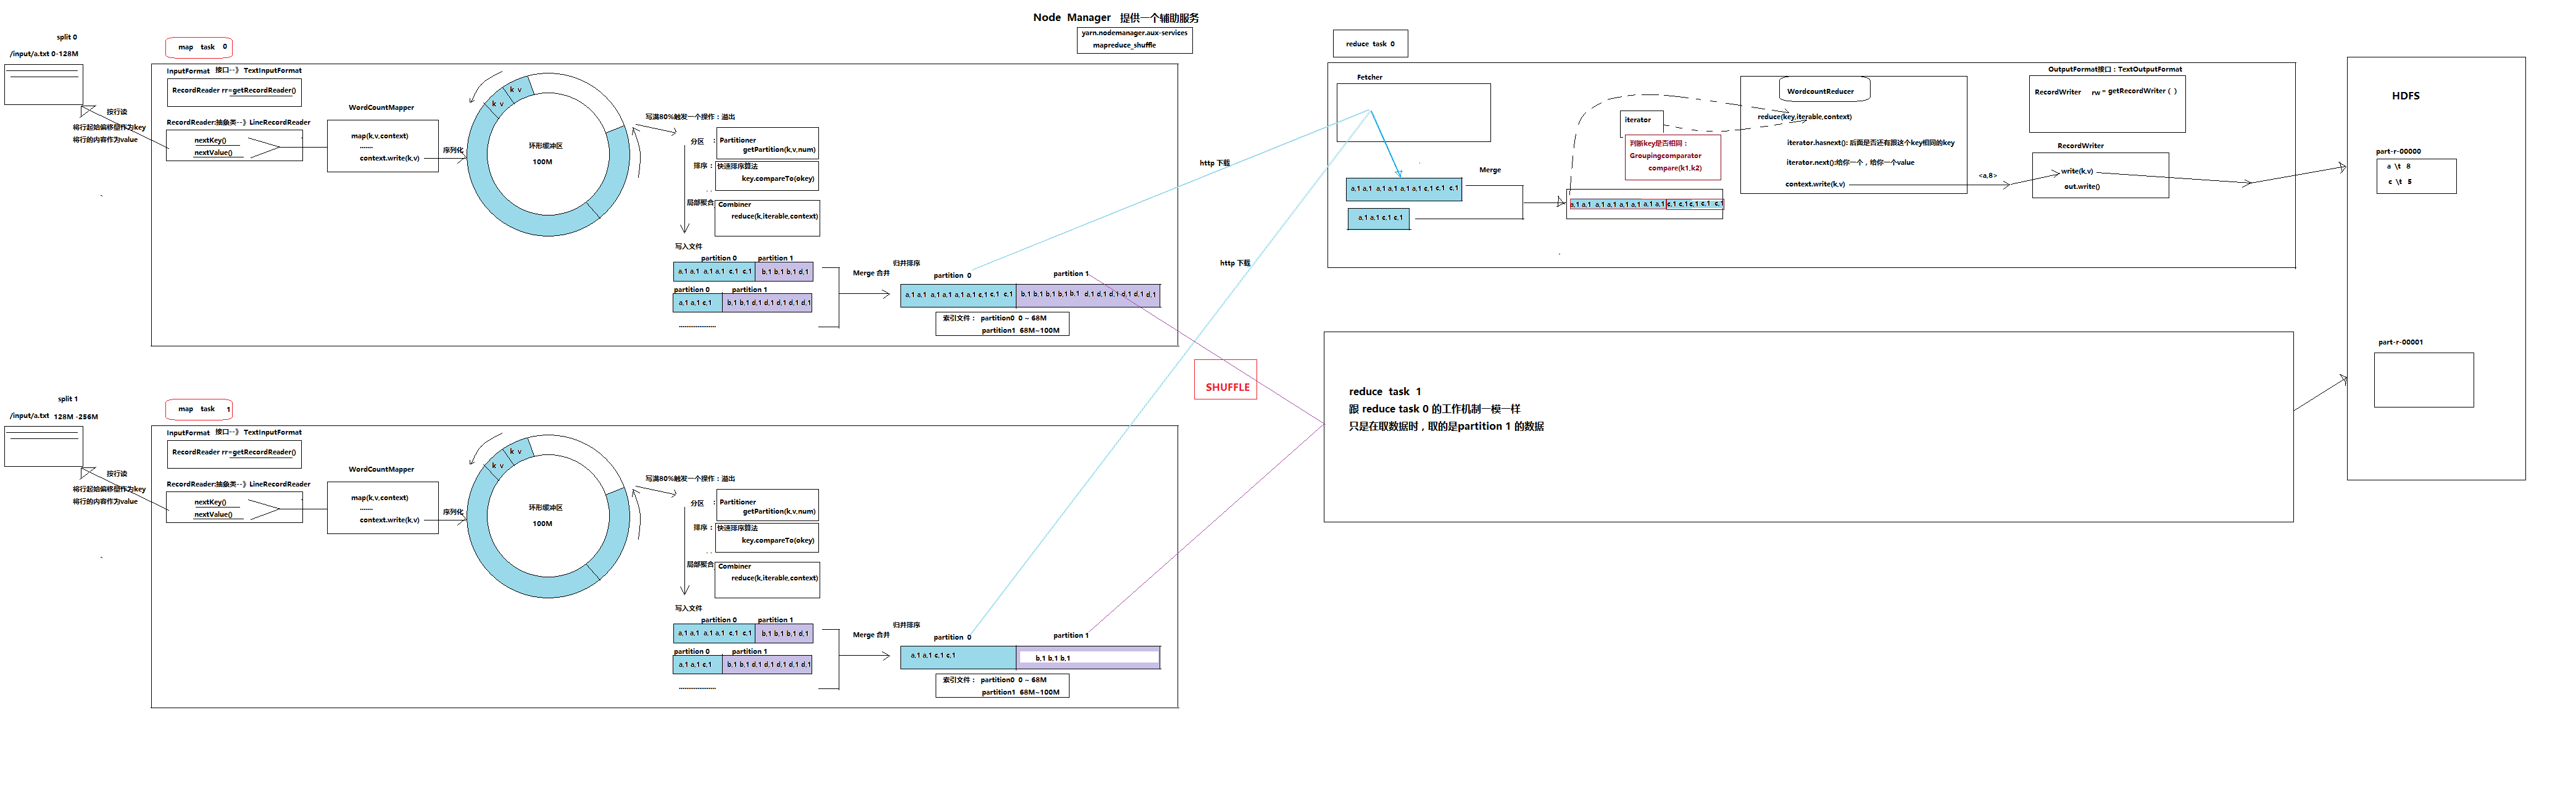 Node Manager 提供一个辅助服务
yarn.nodemanager.aux-services
mapreduce_shuffle
split 0
/input/a.txt 0-128M
按行读
将行起始偏移量作为key
将行的内容作为value
map task 0
InputFormat 接口--》 TextInputFormat
RecordReader rr=getRecordReader()
RecordReader:抽象类--》 LineRecordReader
nextKey()
nextValue()
WordCountMapper
map(k,v,context)
.......
context.write(k,v)
序列化
k v
k v
环形缓冲区
100M
写满80%触发一个操作：溢出
分区 ：
Partitioner
getPartition(k,v,num)
排序：
快速排序算法
key.compareTo(okey)
局部聚合
Combiner
reduce(k,iterable,context)
写入文件
partition 0 partition 1
a,1 a,1 a,1 a,1 c,1 c,1 b,1 b,1 b,1 d,1
partition 0 partition 1
a,1 a,1 c,1 b,1 b,1 d,1 d,1 d,1 d,1 d,1
...................
Merge 合并
归并排序
partition 0 partition 1
a,1 a,1 a,1 a,1 a,1 a,1 c,1 c,1 c,1 b,1 b,1 b,1 b,1 b,1 d,1 d,1 d,1 d,1 d,1 d,1
索引文件： partition0 0 ~ 68M
partition1 68M~100M
http 下载
http 下载
SHUFFLE
reduce task 0
Fetcher
a,1 a,1 a,1 a,1 a,1 a,1 c,1 c,1 c,1
a,1 a,1 c,1 c,1
Merge
a,1 a,1 a,1 a,1 a,1 a,1 a,1 a,1 c,1 c,1 c,1 c,1 c,1
iterator
判断key是否相同：
Groupingcomparator
compare(k1,k2)
WordcountReducer
reduce(key,iterable,context)
iterator.hasnext(): 后面是否还有跟这个key相同的key
iterator.next():给你一个，给你一个value
context.write(k,v)
<a,8>
OutputFormat接口：TextOutputFormat
RecordWriter rw = getRecordWriter（ ）
RecordWriter
write(k,v)
out.write()
HDFS
part-r-00000
a \t 8
c \t 5
part-r-00001
reduce task 1
跟 reduce task 0 的工作机制一模一样
只是在取数据时，取的是partition 1 的数据
split 1
/input/a.txt 128M -256M
按行读
将行起始偏移量作为key
将行的内容作为value
map task 1
InputFormat 接口--》 TextInputFormat
RecordReader rr=getRecordReader()
RecordReader:抽象类--》 LineRecordReader
nextKey()
nextValue()
WordCountMapper
map(k,v,context)
.......
context.write(k,v)
序列化
k v
k v
环形缓冲区
100M
写满80%触发一个操作：溢出
分区 ：
Partitioner
getPartition(k,v,num)
排序：
快速排序算法
key.compareTo(okey)
局部聚合
Combiner
reduce(k,iterable,context)
写入文件
partition 0 partition 1
a,1 a,1 a,1 a,1 c,1 c,1 b,1 b,1 b,1 d,1
partition 0 partition 1
a,1 a,1 c,1 b,1 b,1 d,1 d,1 d,1 d,1 d,1
...................
Merge 合并
归并排序
partition 0 partition 1
a,1 a,1 c,1 c,1 b,1 b,1 b,1
索引文件： partition0 0 ~ 68M
partition1 68M~100M